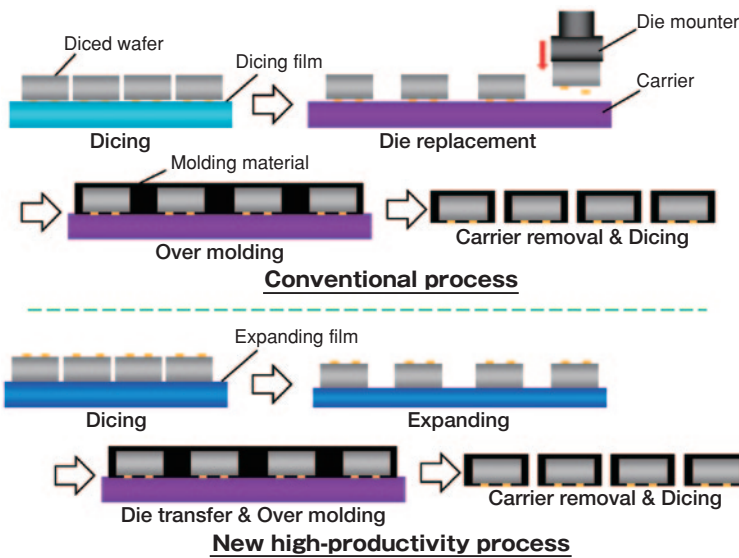 Diced wafer
Dicing film
Die mounter
Carrier
Dicing
Die replacement
Molding material
Over molding
Carrier removal & Dicing
Conventional process
Expanding film
Dicing
Expanding
Die transfer & Over molding
Carrier removal & Dicing
New high-productivity process